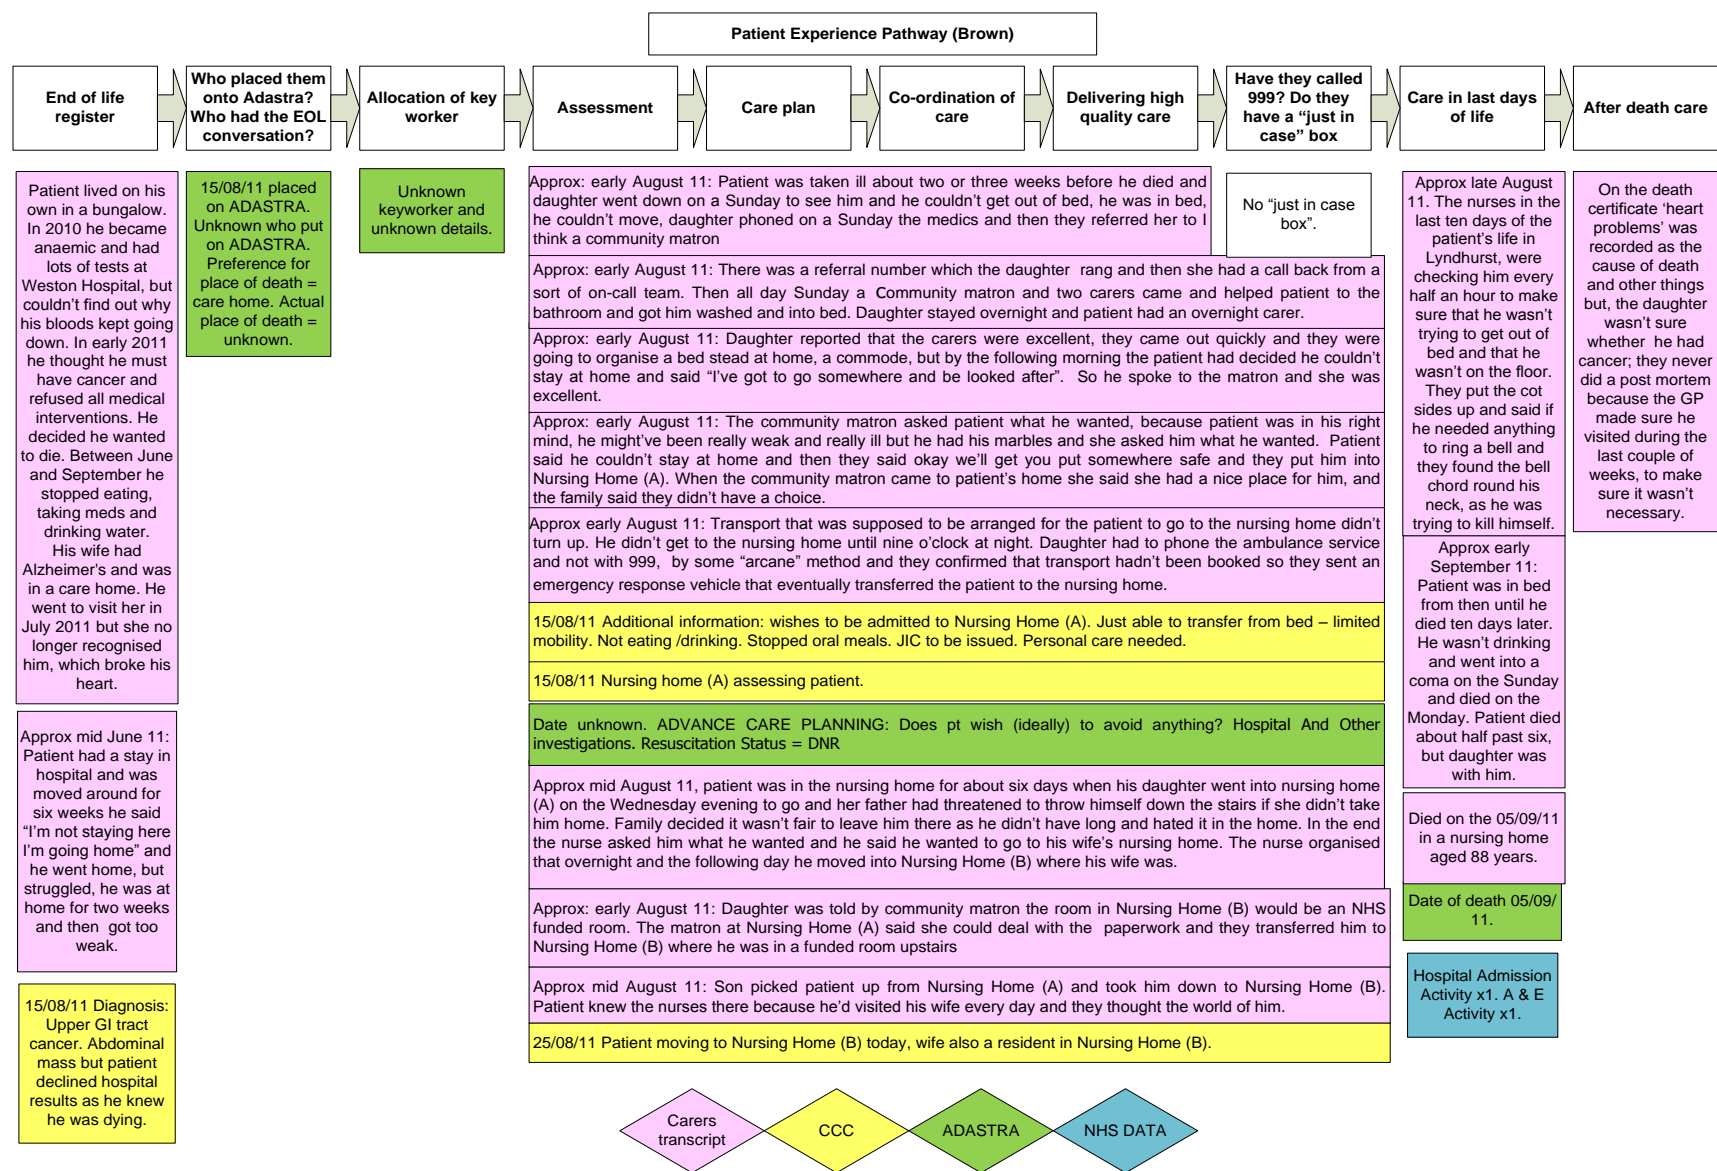 Patient Experience Pathway (Brown)
End of life
register
Who placed them
onto Adastra?
Who had the EOL
conversation?
Allocation of key
worker
Assessment
Care plan
Co-ordination of
care
Delivering high
quality care
Have they called
999? Do they
have a “just in
case” box
Care in last days
of life
After death care
Patient lived on his
own in a bungalow.
In 2010 he became
anaemic and had
lots of tests at
Weston Hospital, but
couldn’t find out why
his bloods kept going
down. In early 2011
he thought he must
have cancer and
refused all medical
interventions. He
decided he wanted
to die. Between June
and September he
stopped eating,
taking meds and
drinking water.
His wife had
Alzheimer's and was
in a care home. He
went to visit her in
July 2011 but she no
longer recognised
him, which broke his
heart.
Approx mid June 11:
Patient had a stay in
hospital and was
moved around for
six weeks he said
“I’m not staying here
I’m going home” and
he went home, but
struggled, he was at
home for two weeks
and then got too
weak.
15/08/11 Diagnosis:
Upper GI tract
cancer. Abdominal
mass but patient
declined hospital
results as he knew
he was dying.
15/08/11 placed
on ADASTRA.
Unknown who put
on ADASTRA.
Preference for
place of death =
care home. Actual
place of death =
unknown.
Unknown
keyworker and
unknown details.
Approx: early August 11: Patient was taken ill about two or three weeks before he died and
daughter went down on a Sunday to see him and he couldn’t get out of bed, he was in bed,
he couldn’t move, daughter phoned on a Sunday the medics and then they referred her to I
think a community matron
Approx: early August 11: There was a referral number which the daughter rang and then she had a call back from a
sort of on-call team. Then all day Sunday a Community matron and two carers came and helped patient to the
bathroom and got him washed and into bed. Daughter stayed overnight and patient had an overnight carer.
Approx: early August 11: Daughter reported that the carers were excellent, they came out quickly and they were
going to organise a bed stead at home, a commode, but by the following morning the patient had decided he couldn’t
stay at home and said “I’ve got to go somewhere and be looked after”. So he spoke to the matron and she was
excellent.
Approx: early August 11: The community matron asked patient what he wanted, because patient was in his right
mind, he might’ve been really weak and really ill but he had his marbles and she asked him what he wanted. Patient
said he couldn’t stay at home and then they said okay we’ll get you put somewhere safe and they put him into
Nursing Home (A). When the community matron came to patient’s home she said she had a nice place for him, and
the family said they didn’t have a choice.
Approx early August 11: Transport that was supposed to be arranged for the patient to go to the nursing home didn’t
turn up. He didn’t get to the nursing home until nine o’clock at night. Daughter had to phone the ambulance service
and not with 999, by some “arcane” method and they confirmed that transport hadn’t been booked so they sent an
emergency response vehicle that eventually transferred the patient to the nursing home.
15/08/11 Additional information: wishes to be admitted to Nursing Home (A). Just able to transfer from bed – limited
mobility. Not eating /drinking. Stopped oral meals. JIC to be issued. Personal care needed.
15/08/11 Nursing home (A) assessing patient.
Date unknown. ADVANCE CARE PLANNING: Does pt wish (ideally) to avoid anything? Hospital And Other
investigations. Resuscitation Status = DNR
Approx mid August 11, patient was in the nursing home for about six days when his daughter went into nursing home
(A) on the Wednesday evening to go and her father had threatened to throw himself down the stairs if she didn’t take
him home. Family decided it wasn’t fair to leave him there as he didn’t have long and hated it in the home. In the end
the nurse asked him what he wanted and he said he wanted to go to his wife’s nursing home. The nurse organised
that overnight and the following day he moved into Nursing Home (B) where his wife was.
Approx: early August 11: Daughter was told by community matron the room in Nursing Home (B) would be an NHS
funded room. The matron at Nursing Home (A) said she could deal with the paperwork and they transferred him to
Nursing Home (B) where he was in a funded room upstairs
Approx mid August 11: Son picked patient up from Nursing Home (A) and took him down to Nursing Home (B).
Patient knew the nurses there because he’d visited his wife every day and they thought the world of him.
25/08/11 Patient moving to Nursing Home (B) today, wife also a resident in Nursing Home (B).
No “just in case
box”.
Approx late August
11. The nurses in the
last ten days of the
patient’s life in
Lyndhurst, were
checking him every
half an hour to make
sure that he wasn’t
trying to get out of
bed and that he
wasn’t on the floor.
They put the cot
sides up and said if
he needed anything
to ring a bell and
they found the bell
chord round his
neck, as he was
trying to kill himself.
Approx early
September 11:
Patient was in bed
from then until he
died ten days later.
He wasn’t drinking
and went into a
coma on the Sunday
and died on the
Monday. Patient died
about half past six,
but daughter was
with him.
Died on the 05/09/11
in a nursing home
aged 88 years.
Date of death 05/09/
11.
Hospital Admission
Activity x1. A & E
Activity x1.
On the death
certificate ‘heart
problems’ was
recorded as the
cause of death
and other things
but, the daughter
wasn’t sure
whether he had
cancer; they never
did a post mortem
because the GP
made sure he
visited during the
last couple of
weeks, to make
sure it wasn’t
necessary.
Carers
transcript
CCC
ADASTRA
NHS DATA